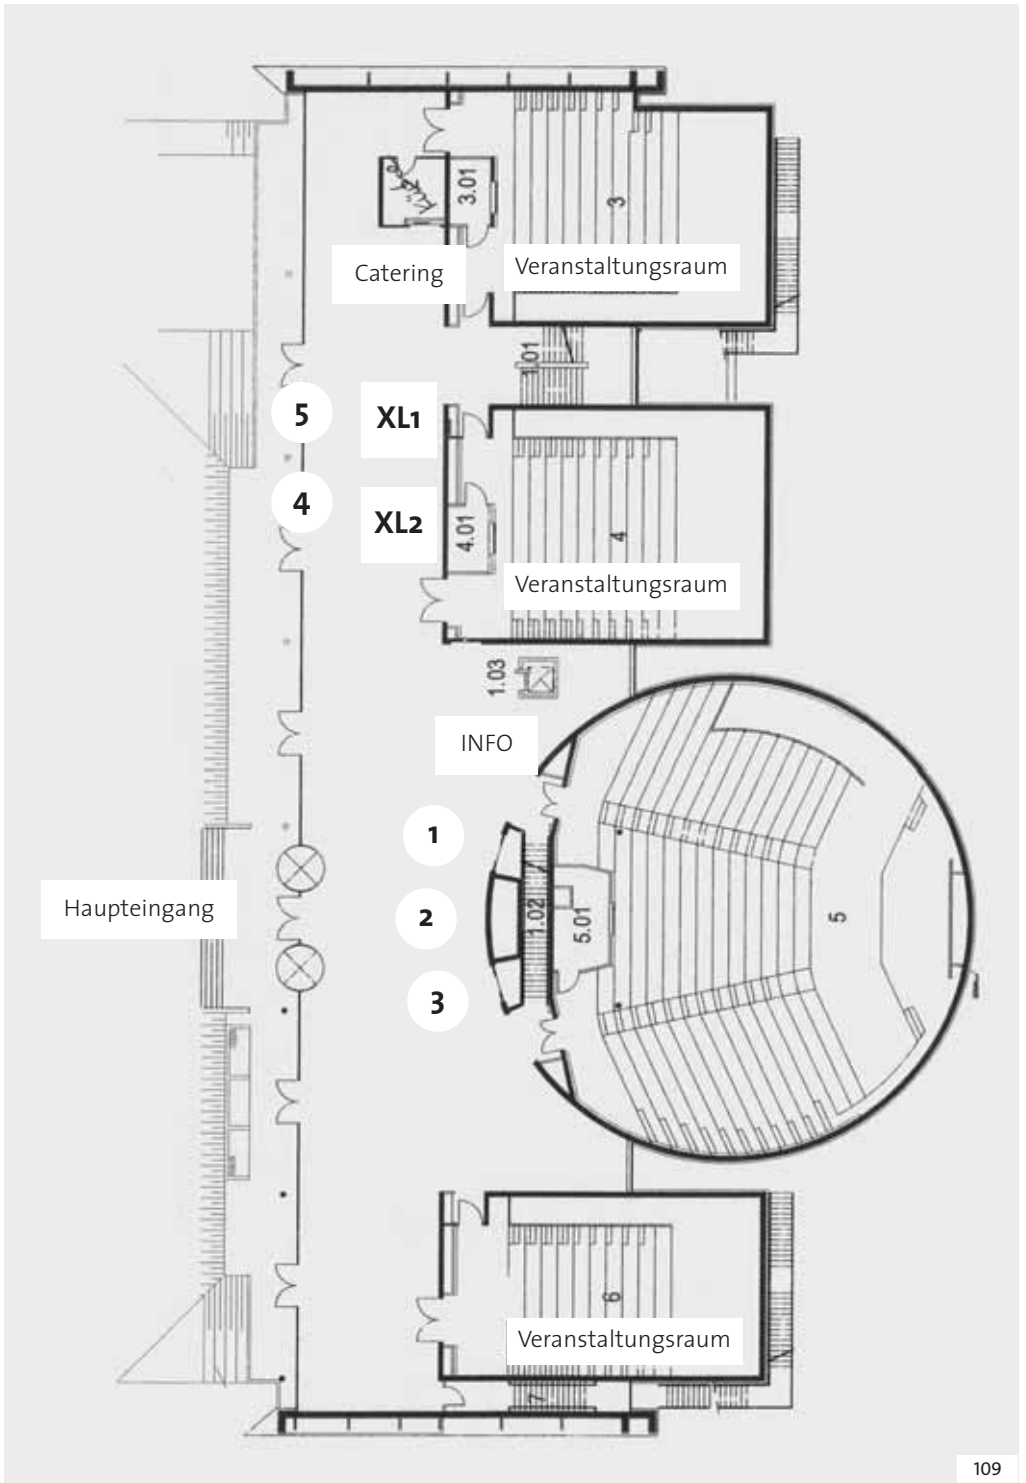 Küche
3.01
3
Catering
Veranstaltungsraum
1.01
5
XL1
4
XL2
4.01
4
Veranstaltungsraum
1.03
INFO
1
Haupteingang
2
1.02
5.01
5
3
6
Veranstaltungsraum
7
109